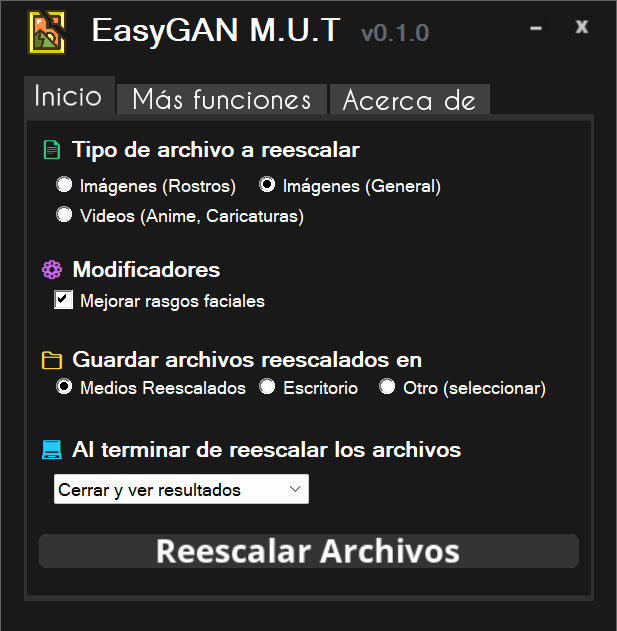 EasyGAN M.U.T v0.1.0
Inicio Más funciones Acerca de
Tipo de archivo a reescalar
Imágenes (Rostros) Imágenes (General)
Videos (Anime, Caricaturas)
Modificadores
Mejorar rasgos faciales
Guardar archivos reescalados en
Medios Reescalados Escritorio Otro (seleccionar)
Al terminar de reescalar los archivos
Cerrar y ver resultados
Reescalar Archivos